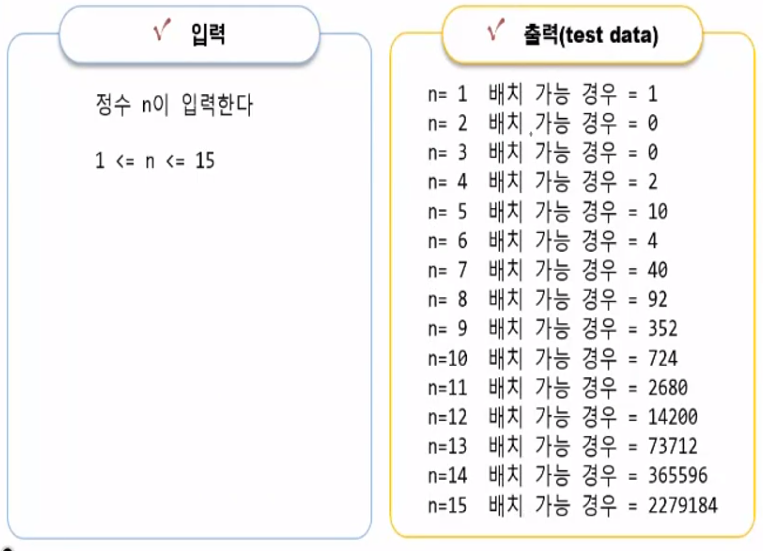 입력
정수 n이 입력한다
1 <= n <= 15
출력(test data)
n= 1 배치 가능 경우 = 1
n= 2 배치 가능 경우 = 0
n= 3 배치 가능 경우 = 0
n= 4 배치 가능 경우 = 2
n= 5 배치 가능 경우 = 10
n= 6 배치 가능 경우 = 4
n= 7 배치 가능 경우 = 40
n= 8 배치 가능 경우 = 92
n= 9 배치 가능 경우 = 352
n=10 배치 가능 경우 = 724
n=11 배치 가능 경우 = 2680
n=12 배치 가능 경우 = 14200
n=13 배치 가능 경우 = 73712
n=14 배치 가능 경우 = 365596
n=15 배치 가능 경우 = 2279184